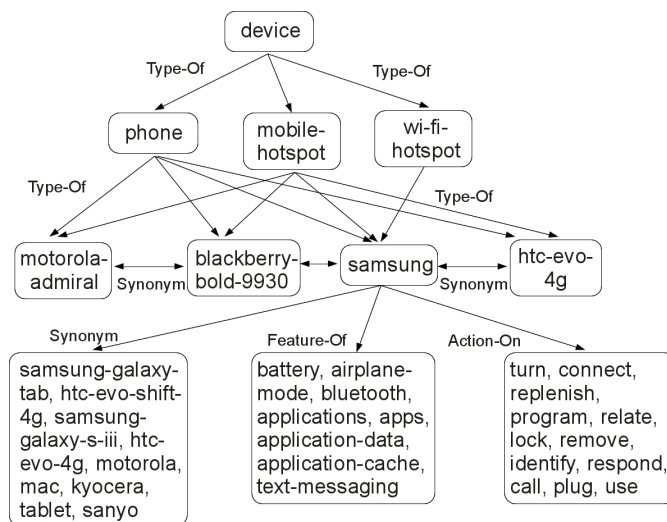 device
Type-Of
Type-Of
phone
mobile-
hotspot
wi-fi-
hotspot
Type-Of
Type-Of
motorola-
admiral
Synonym
blackberry-
bold-9930
samsung
Synonym
htc-evo-
4g
Synonym
Feature-Of
Action-On
samsung-galaxy-
tab, htc-evo-shift-
4g, samsung-
galaxy-s-iii, htc-
evo-4g, motorola,
mac, kyocera,
tablet, sanyo
battery, airplane-
mode, bluetooth,
applications, apps,
application-data,
application-cache,
text-messaging
turn, connect,
replenish,
program, relate,
lock, remove,
identify, respond,
call, plug, use